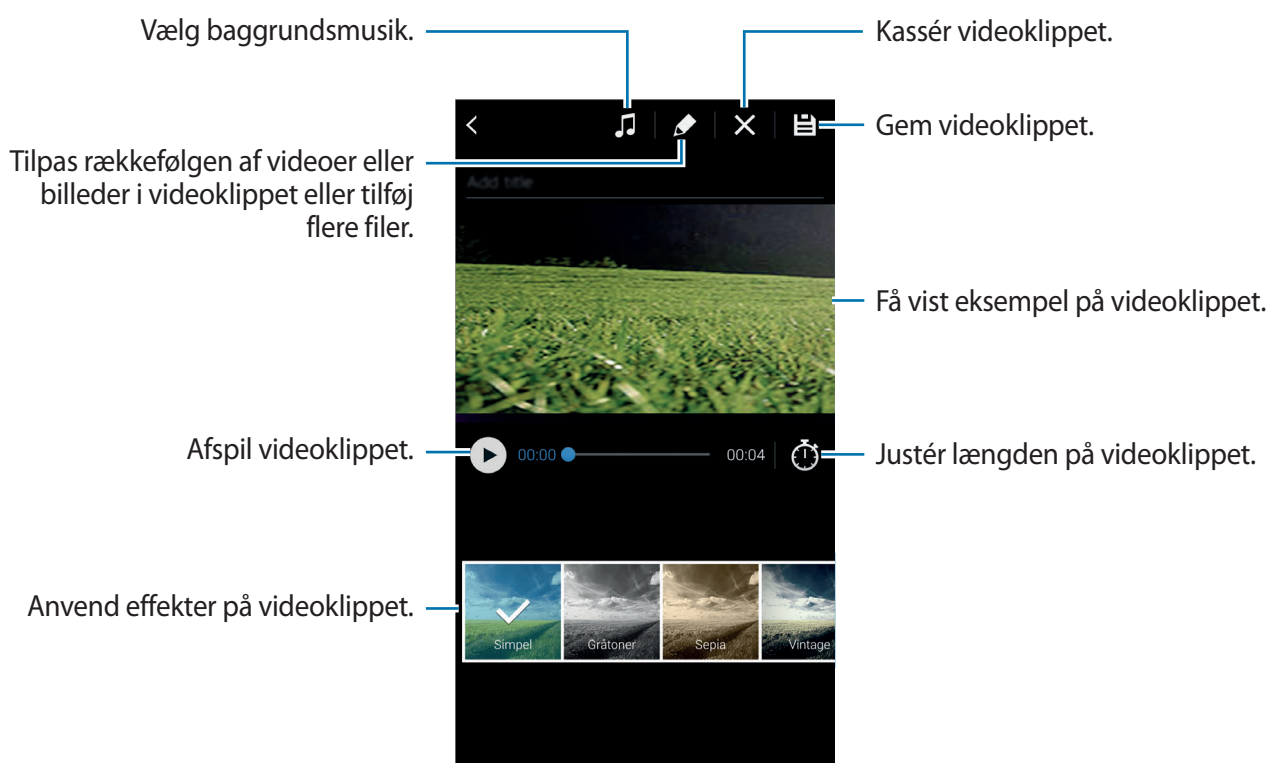 Vælg baggrundsmusik.
Kassér videoklippet.
Gem videoklippet.
Tilpas rækkefølgen af videoer eller
billeder i videoklippet eller tilføj
flere filer.
Add title
Få vist eksempel på videoklippet.
Afspil videoklippet.
00:00
00:04
Justér længden på videoklippet.
Anvend effekter på videoklippet.
Simpel
Gråtoner
Sepia
Vintage